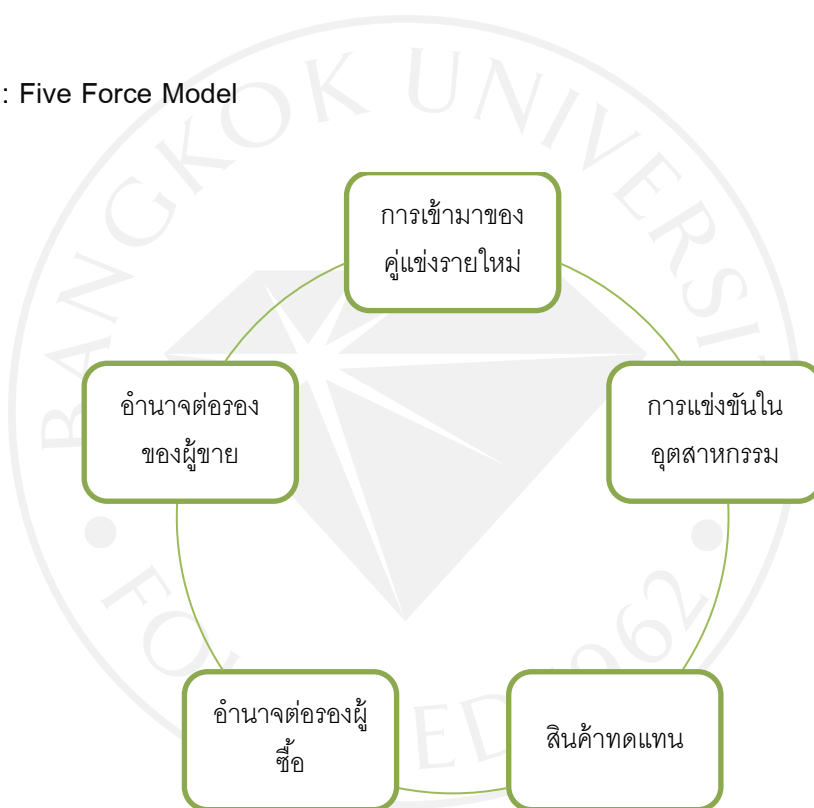 : Five Force Model
การเข้ามาของ
คู่แข่งรายใหม่
อำนาจต่อรอง
ของผู้ขาย
การแข่งขันใน
อุตสาหกรรม
อำนาจต่อรองผู้
ซื้อ
สินค้าทดแทน
BANGKOK UNIVERSI